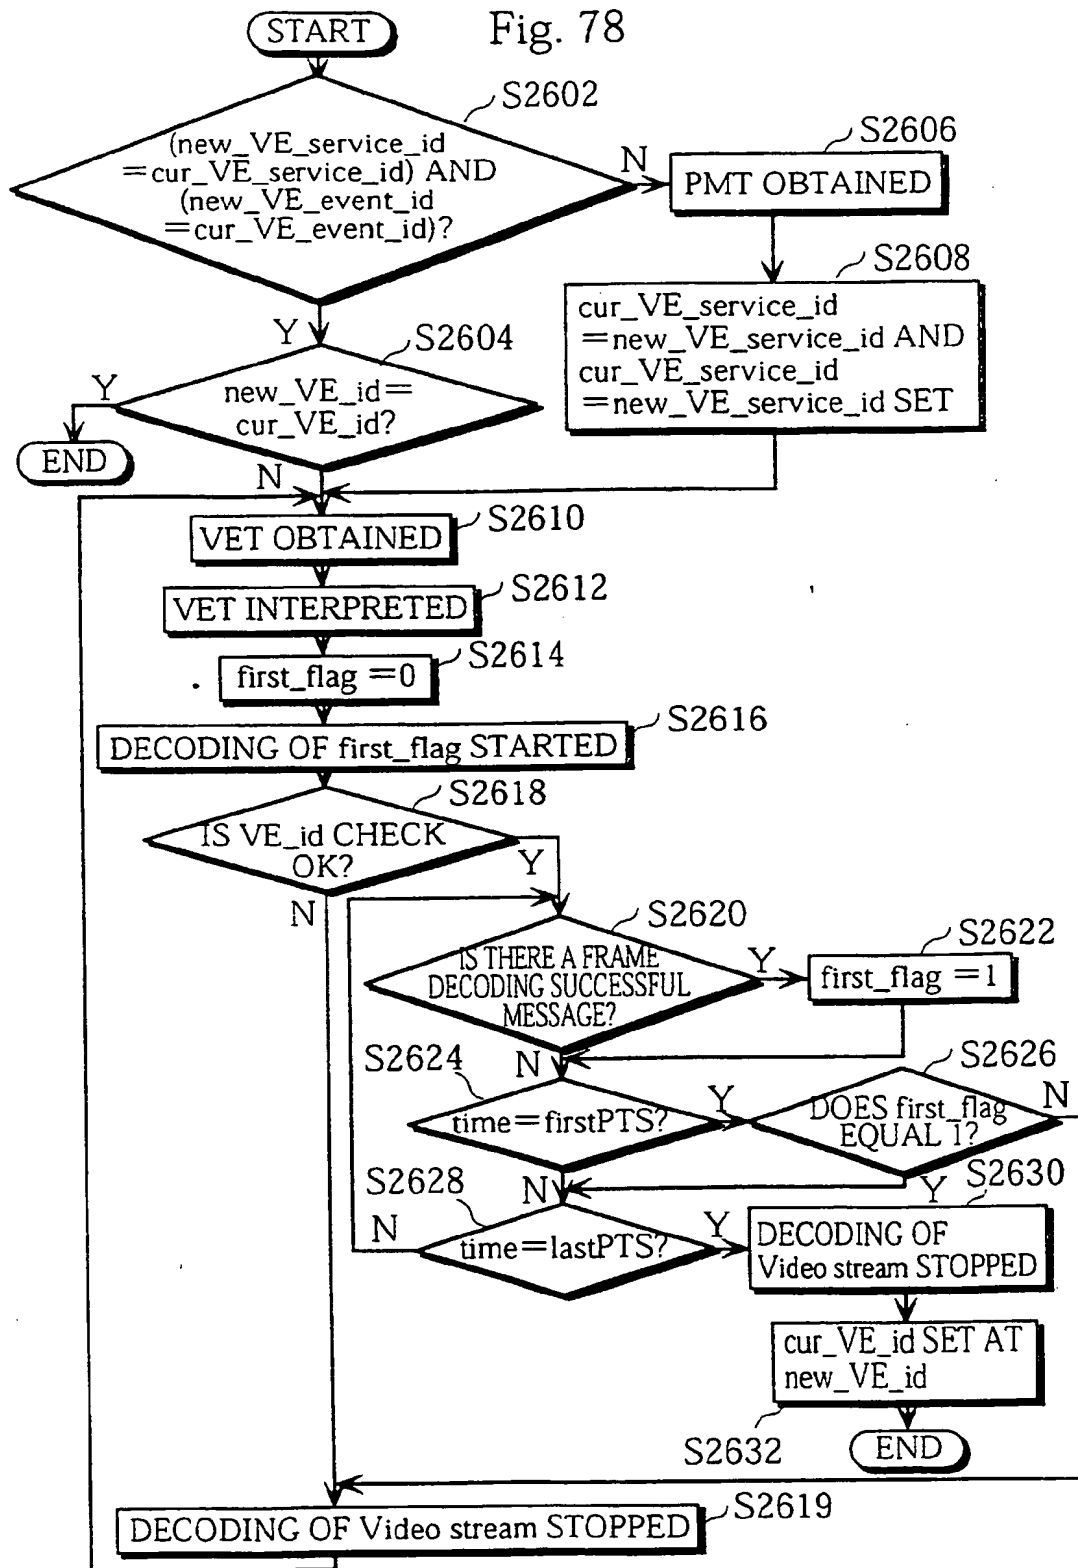 Fig. 78
START
S2602
(new_VE_service_id
=cur_VE_service_id) AND
(new_VE_event_id
=cur_VE_event_id)?
N
S2606
PMT OBTAINED
S2608
cur_VE_service_id
=new_VE_service_id AND
cur_VE_service_id
=new_VE_service_id SET
Y
S2604
new_VE_id=
cur_VE_id?
Y
END
N
S2610
VET OBTAINED
S2612
VET INTERPRETED
S2614
first_flag =0
S2616
DECODING OF first_flag STARTED
S2618
IS VE_id CHECK
OK?
Y
N
S2620
IS THERE A FRAME
DECODING SUCCESSFUL
MESSAGE?
Y
S2622
first_flag =1
N
S2624
time=firstPTS?
Y
S2626
DOES first_flag
EQUAL 1?
N
Y
N
S2628
time=lastPTS?
N
Y
S2630
DECODING OF
Video stream STOPPED
cur_VE_id SET AT
new_VE_id
S2632
END
S2619
DECODING OF Video stream STOPPED